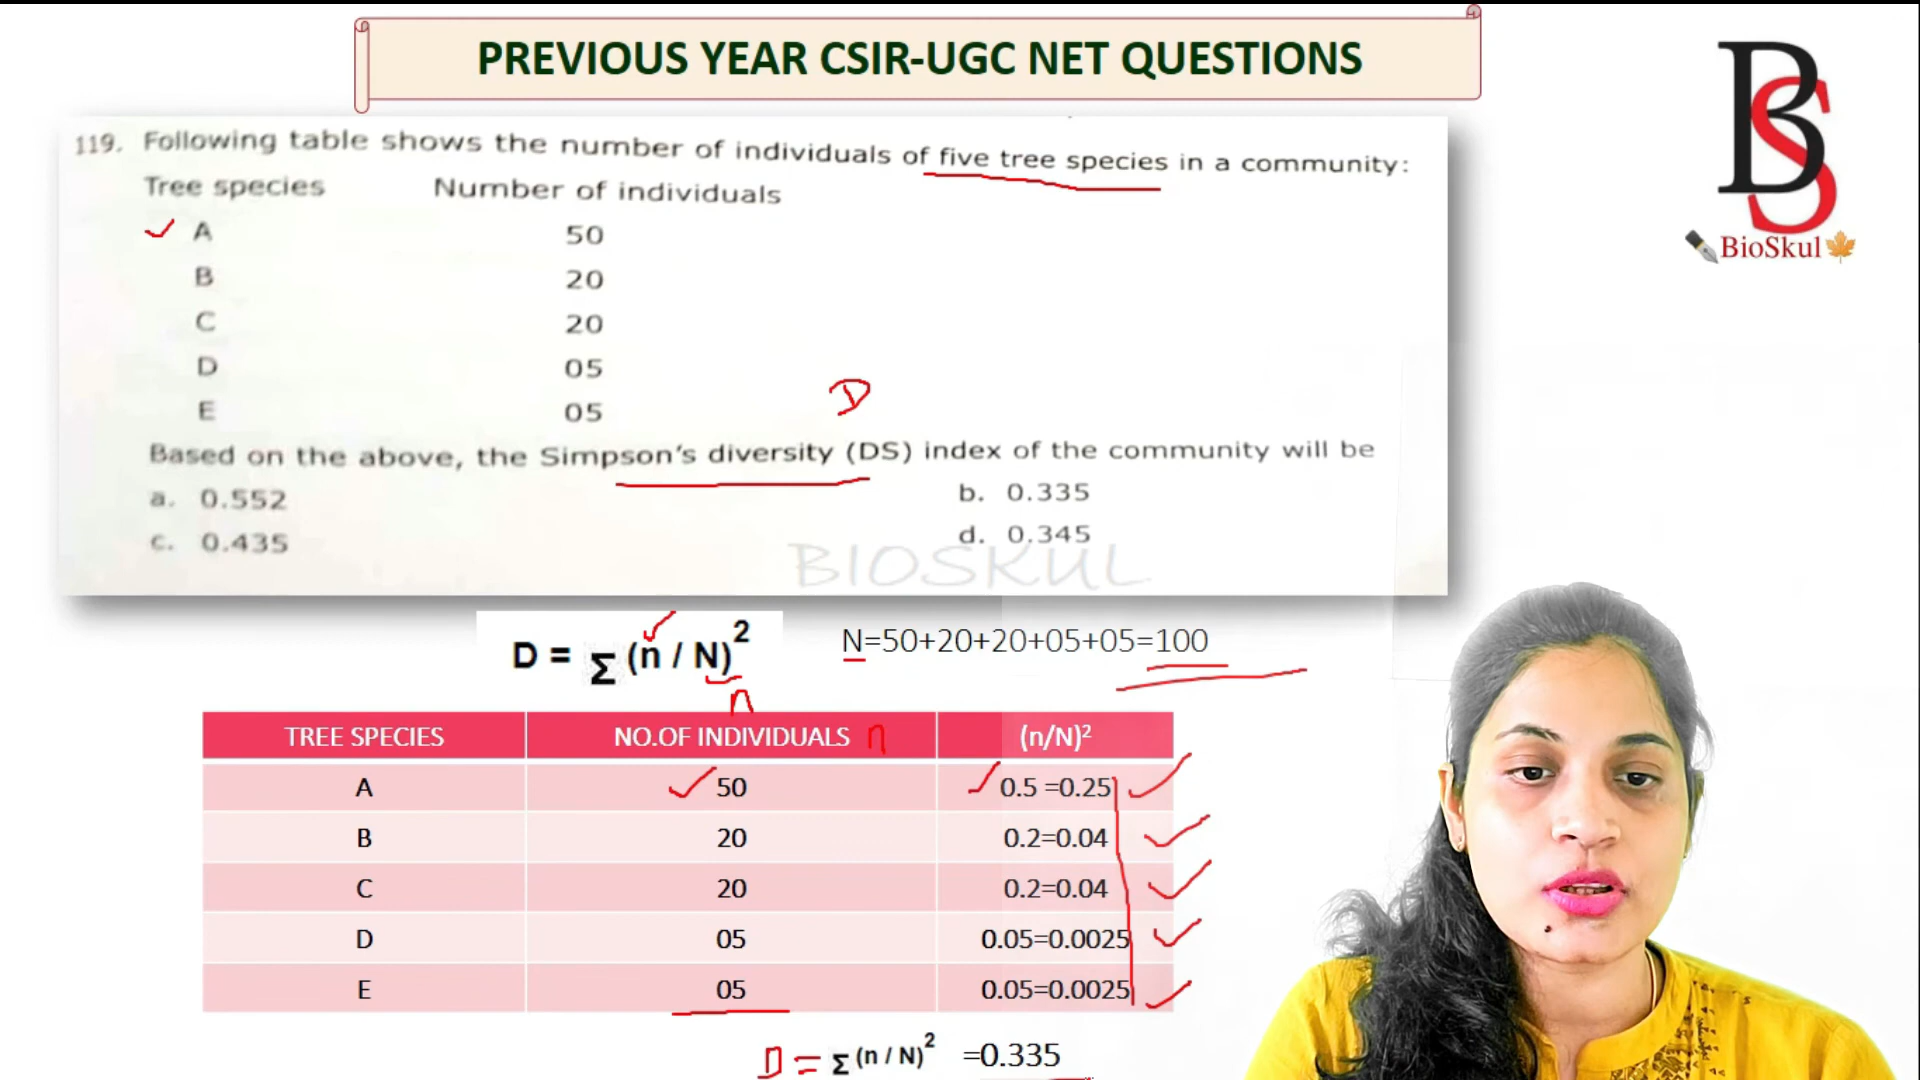 PREVIOUS YEAR CSIR-UGC NET QUESTIONS
BS
BioSkul
119. Following table shows the number of individuals of five tree species in a community:
Tree species Number of individuals
A 50
B 20
C 20
D 05
E 05
D
Based on the above, the Simpson's diversity (DS) index of the community will be
a. 0.552 b. 0.335
c. 0.435 d. 0.345
BIOSKUL
D = Σ (n / N)² N=50+20+20+05+05=100
n
TREE SPECIES NO.OF INDIVIDUALS n (n/N)²
A 50 0.5 =0.25
B 20 0.2=0.04
C 20 0.2=0.04
D 05 0.05=0.0025
E 05 0.05=0.0025
D = Σ (n / N)² =0.335